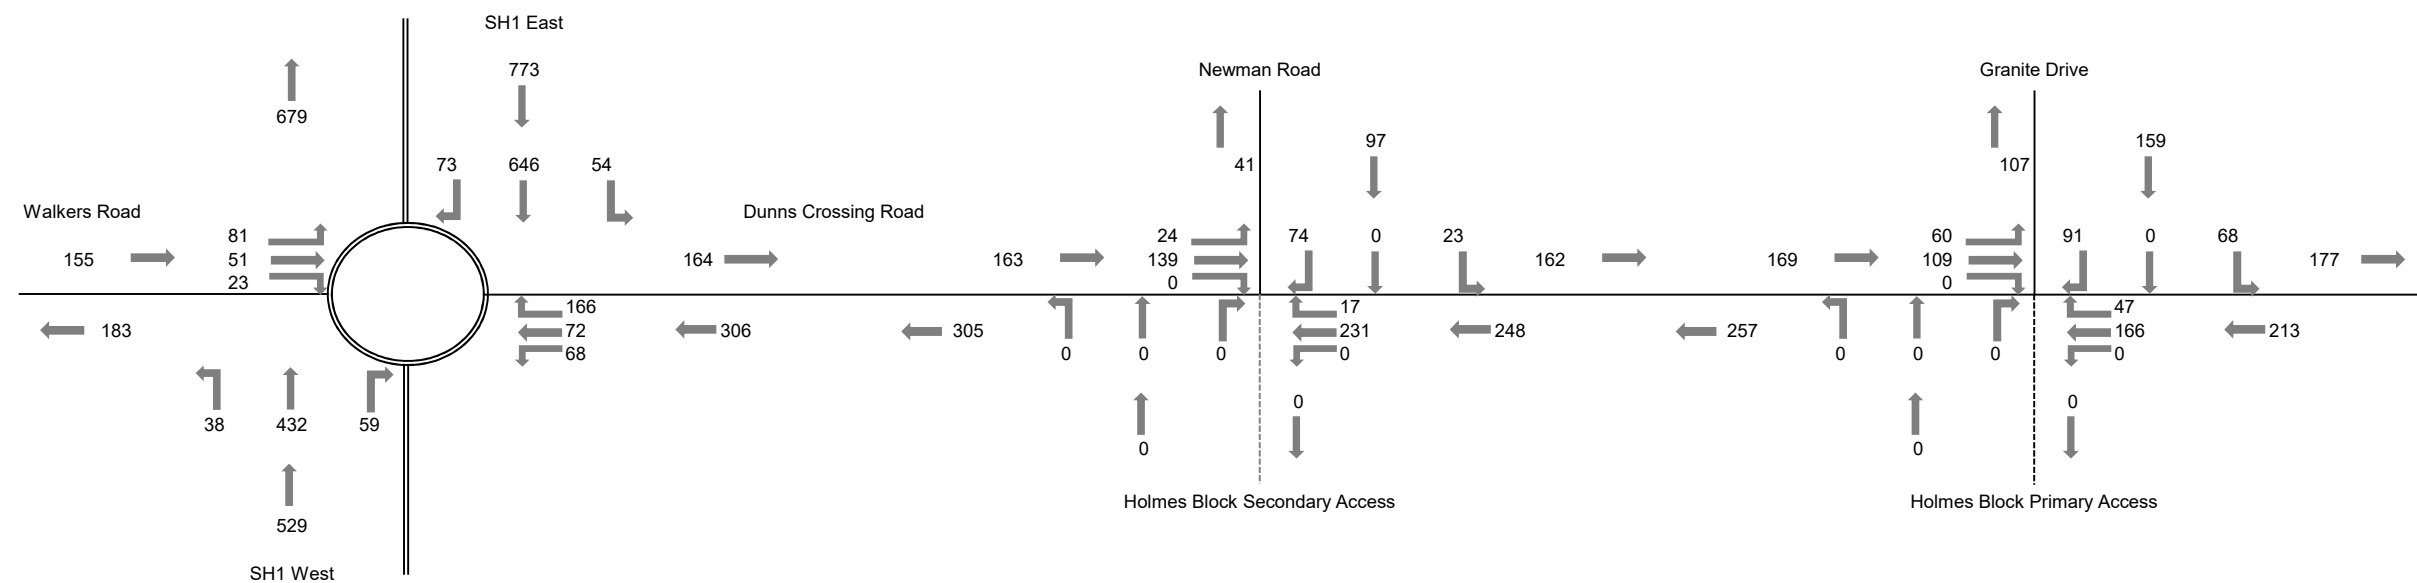 SH1 East
773
679
73 646 54
Walkers Road
155
81
51
23
183
38 432 59
529
SH1 West
Dunns Crossing Road
164
166
72
68
306
305
163
Newman Road
41
97
24
139
0
74 0 23
162
0 0 0
17
231
0
248
0
0
Holmes Block Secondary Access
257
169
Granite Drive
107
159
60
109
0
91 0 68
177
0 0 0
47
166
0
213
0
0
Holmes Block Primary Access